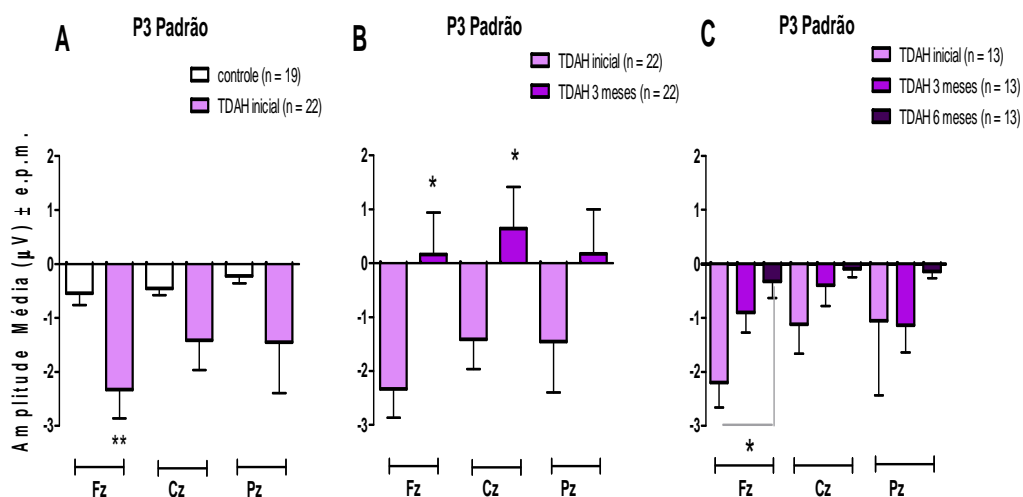 A
P3 Padrão
controle (n = 19)
TDAH inicial (n = 22)
Amplitude Média (µV) ± e.p.m.
2
1
0
-1
-2
-3
**
Fz
Cz
Pz
B
P3 Padrão
TDAH inicial (n = 22)
TDAH 3 meses (n = 22)
2
1
0
-1
-2
-3
*
*
Fz
Cz
Pz
C
P3 Padrão
TDAH inicial (n = 13)
TDAH 3 meses (n = 13)
TDAH 6 meses (n = 13)
2
1
0
-1
-2
-3
*
Fz
Cz
Pz